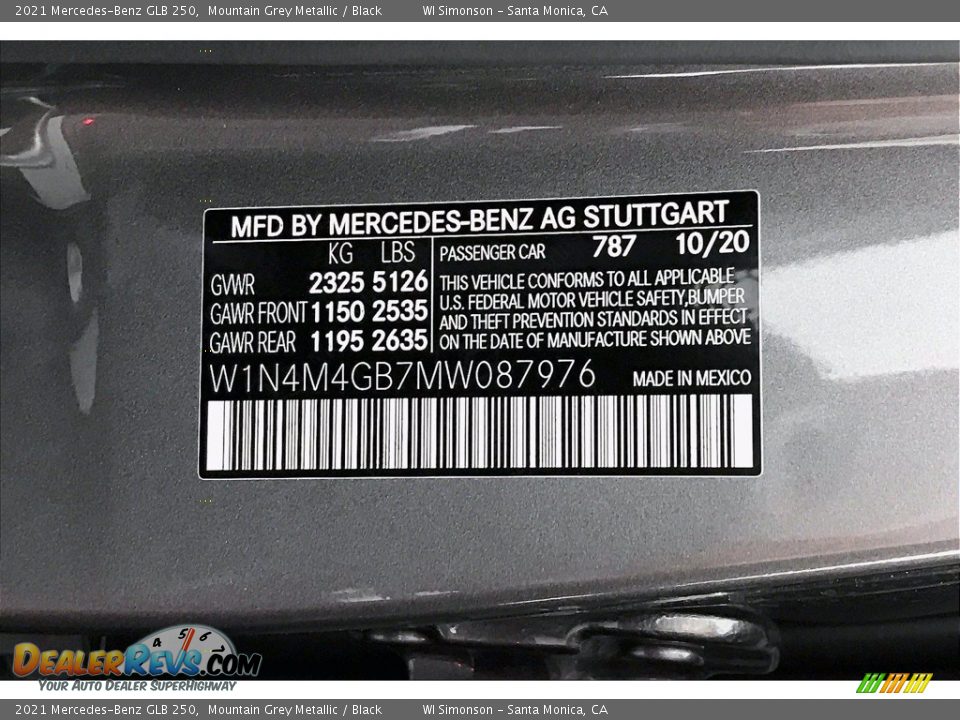 2021 Mercedes-Benz GLB 250, Mountain Grey Metallic / Black WI Simonson - Santa Monica, CA
MFD BY MERCEDES-BENZ AG STUTTGART
KG LBS
GVWR 2325 5126
GAWR FRONT 1150 2535
GAWR REAR 1195 2635
PASSENGER CAR 787 10/20
THIS VEHICLE CONFORMS TO ALL APPLICABLE
U.S. FEDERAL MOTOR VEHICLE SAFETY,BUMPER
AND THEFT PREVENTION STANDARDS IN EFFECT
ON THE DATE OF MANUFACTURE SHOWN ABOVE
W1N4M4GB7MW087976 MADE IN MEXICO
4 5 6
DEALERREVS.COM
YOUR AUTO DEALER SUPERHIGHWAY
2021 Mercedes-Benz GLB 250, Mountain Grey Metallic / Black WI Simonson - Santa Monica, CA